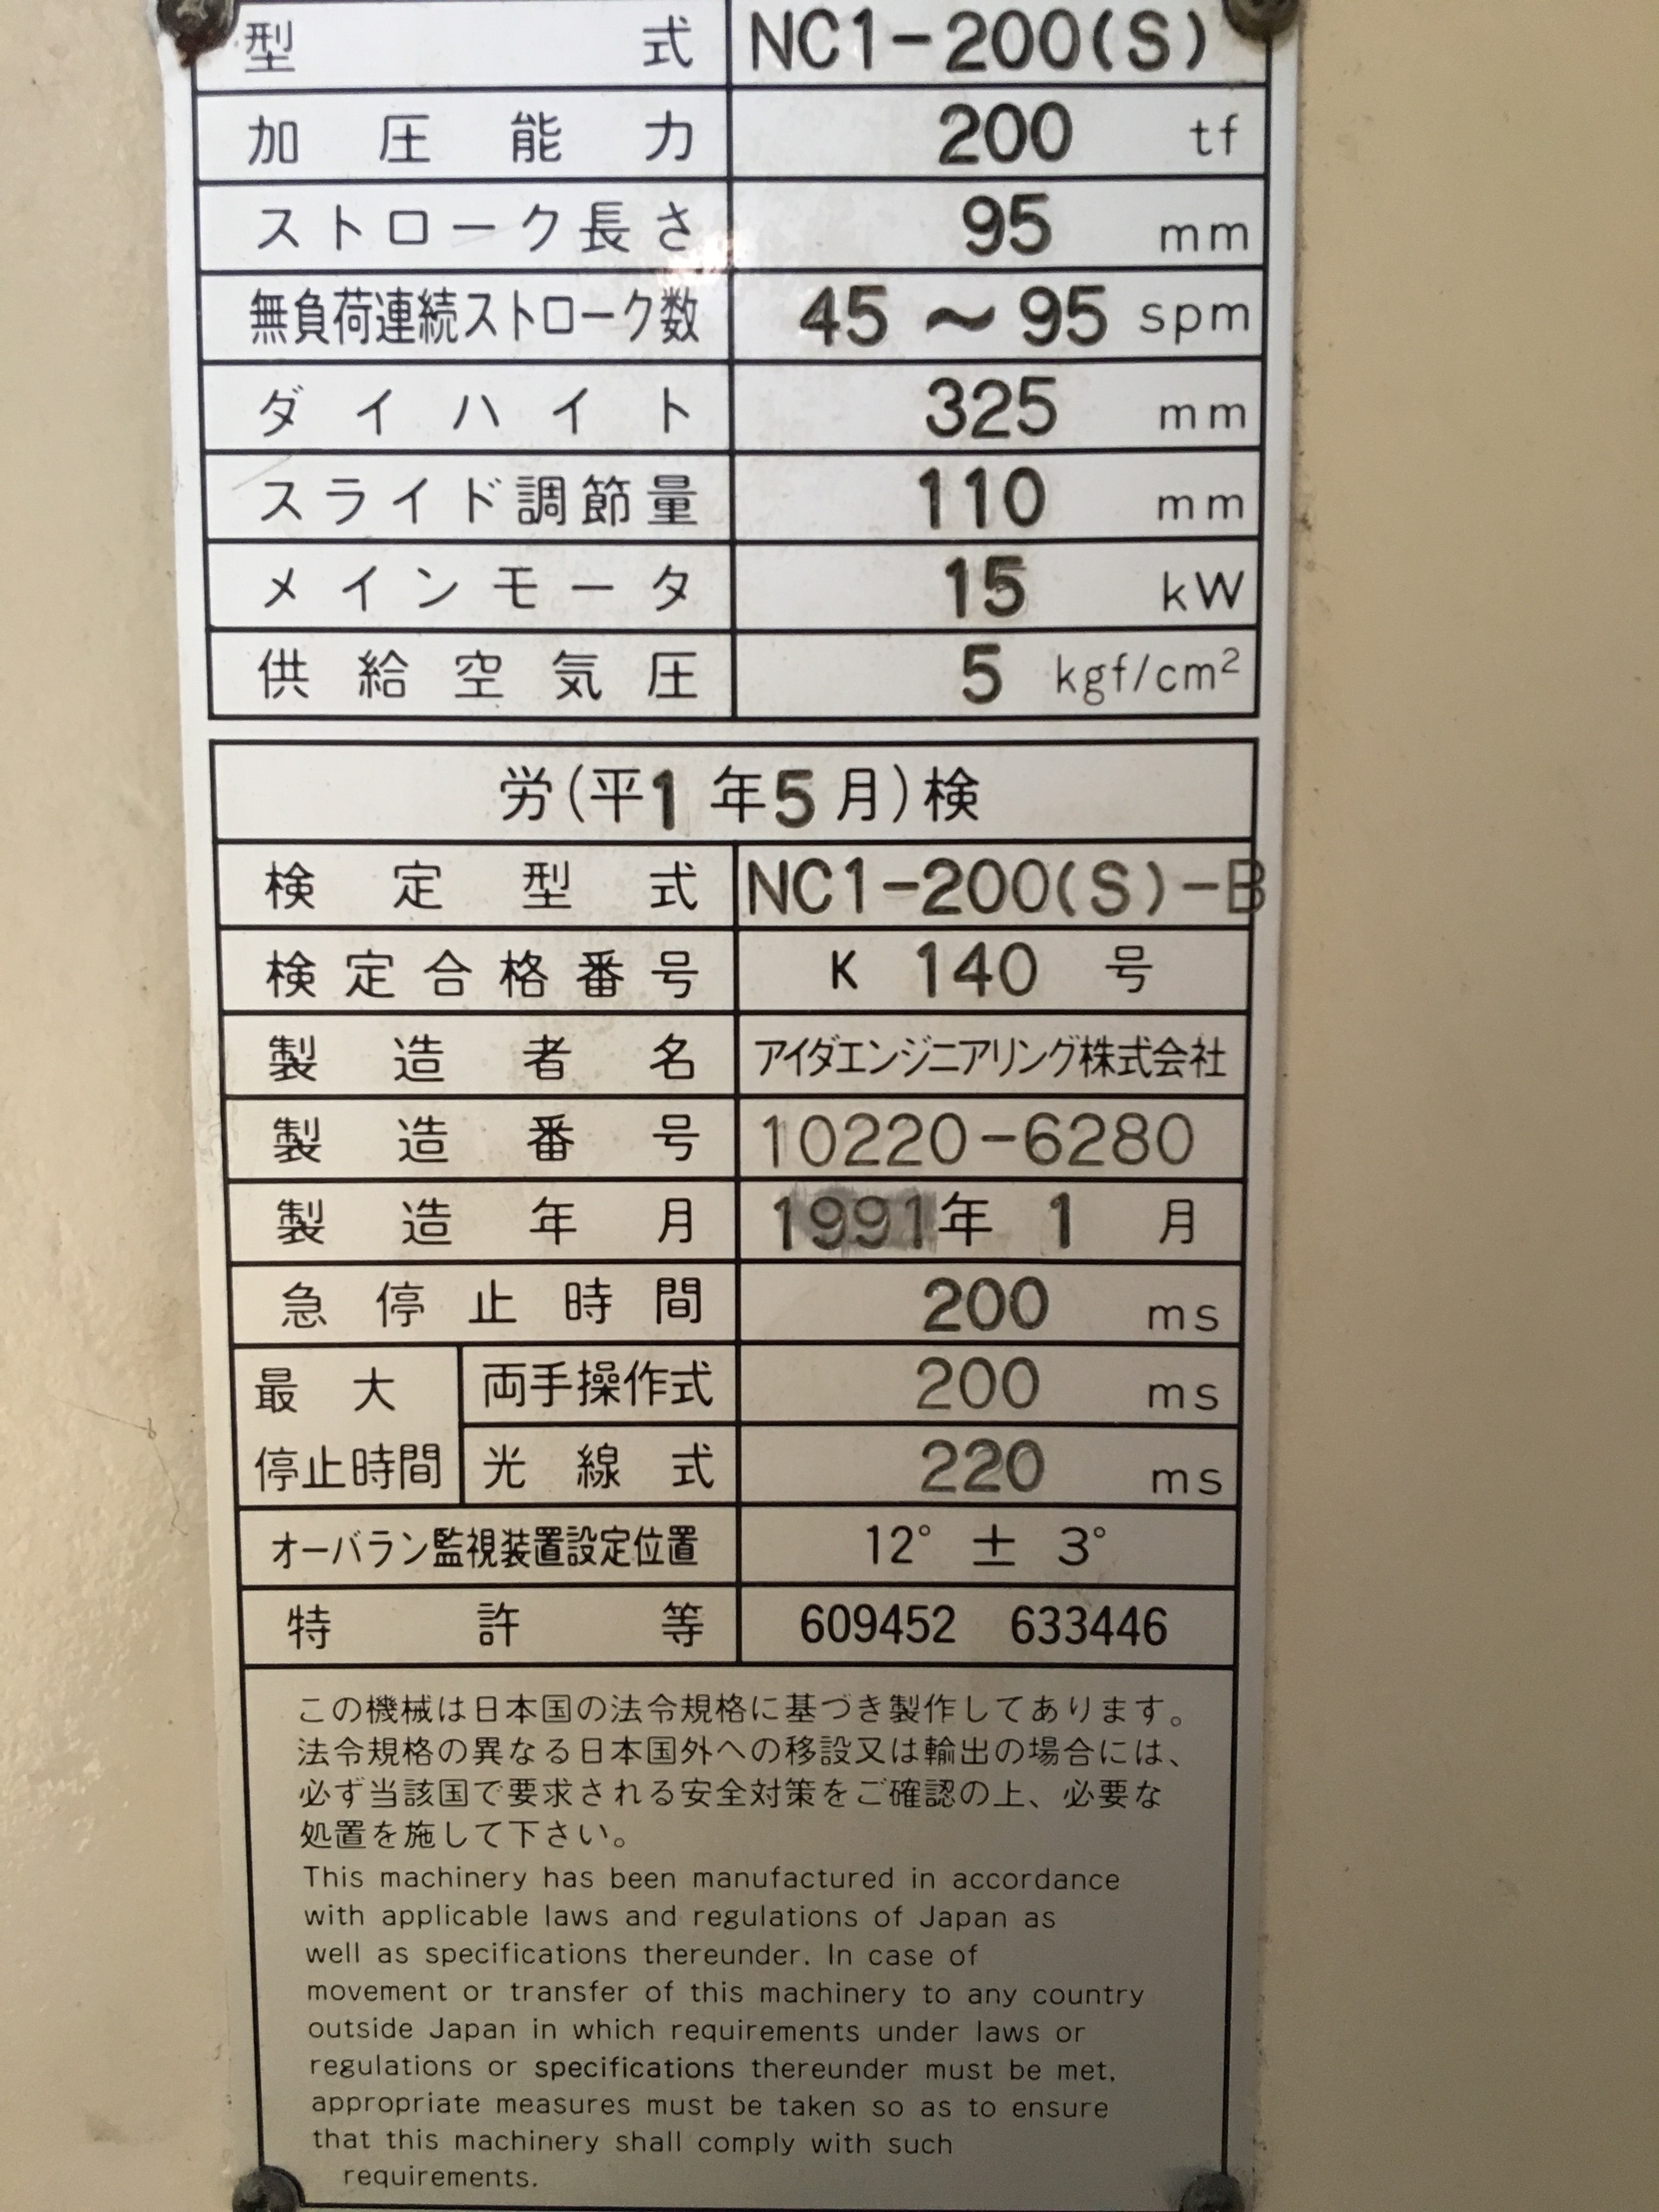 型式 NC1-200(S)
加圧能力 200 tf
ストローク長さ 95 mm
無負荷連続ストローク数 45 ～ 95 spm
ダイハイト 325 mm
スライド調節量 110 mm
メインモータ 15 kW
供給空気圧 5 kgf/cm²
労(平1年5月)検
検定型式 NC1-200(S)-B
検定合格番号 K 140 号
製造者名 アイダエンジニアリング株式会社
製造番号 10220-6280
製造年月 1991年 1 月
急停止時間 200 ms
最大停止時間 両手操作式 200 ms
光線式 220 ms
オーバラン監視装置設定位置 12° ± 3°
特許等 609452 633446
この機械は日本国の法令規格に基づき製作してあります。
法令規格の異なる日本国外への移設又は輸出の場合には、
必ず当該国で要求される安全対策をご確認の上、必要な
処置を施して下さい。
This machinery has been manufactured in accordance
with applicable laws and regulations of Japan as
well as specifications thereunder. In case of
movement or transfer of this machinery to any country
outside Japan in which requirements under laws or
regulations or specifications thereunder must be met.
appropriate measures must be taken so as to ensure
that this machinery shall comply with such
requirements.